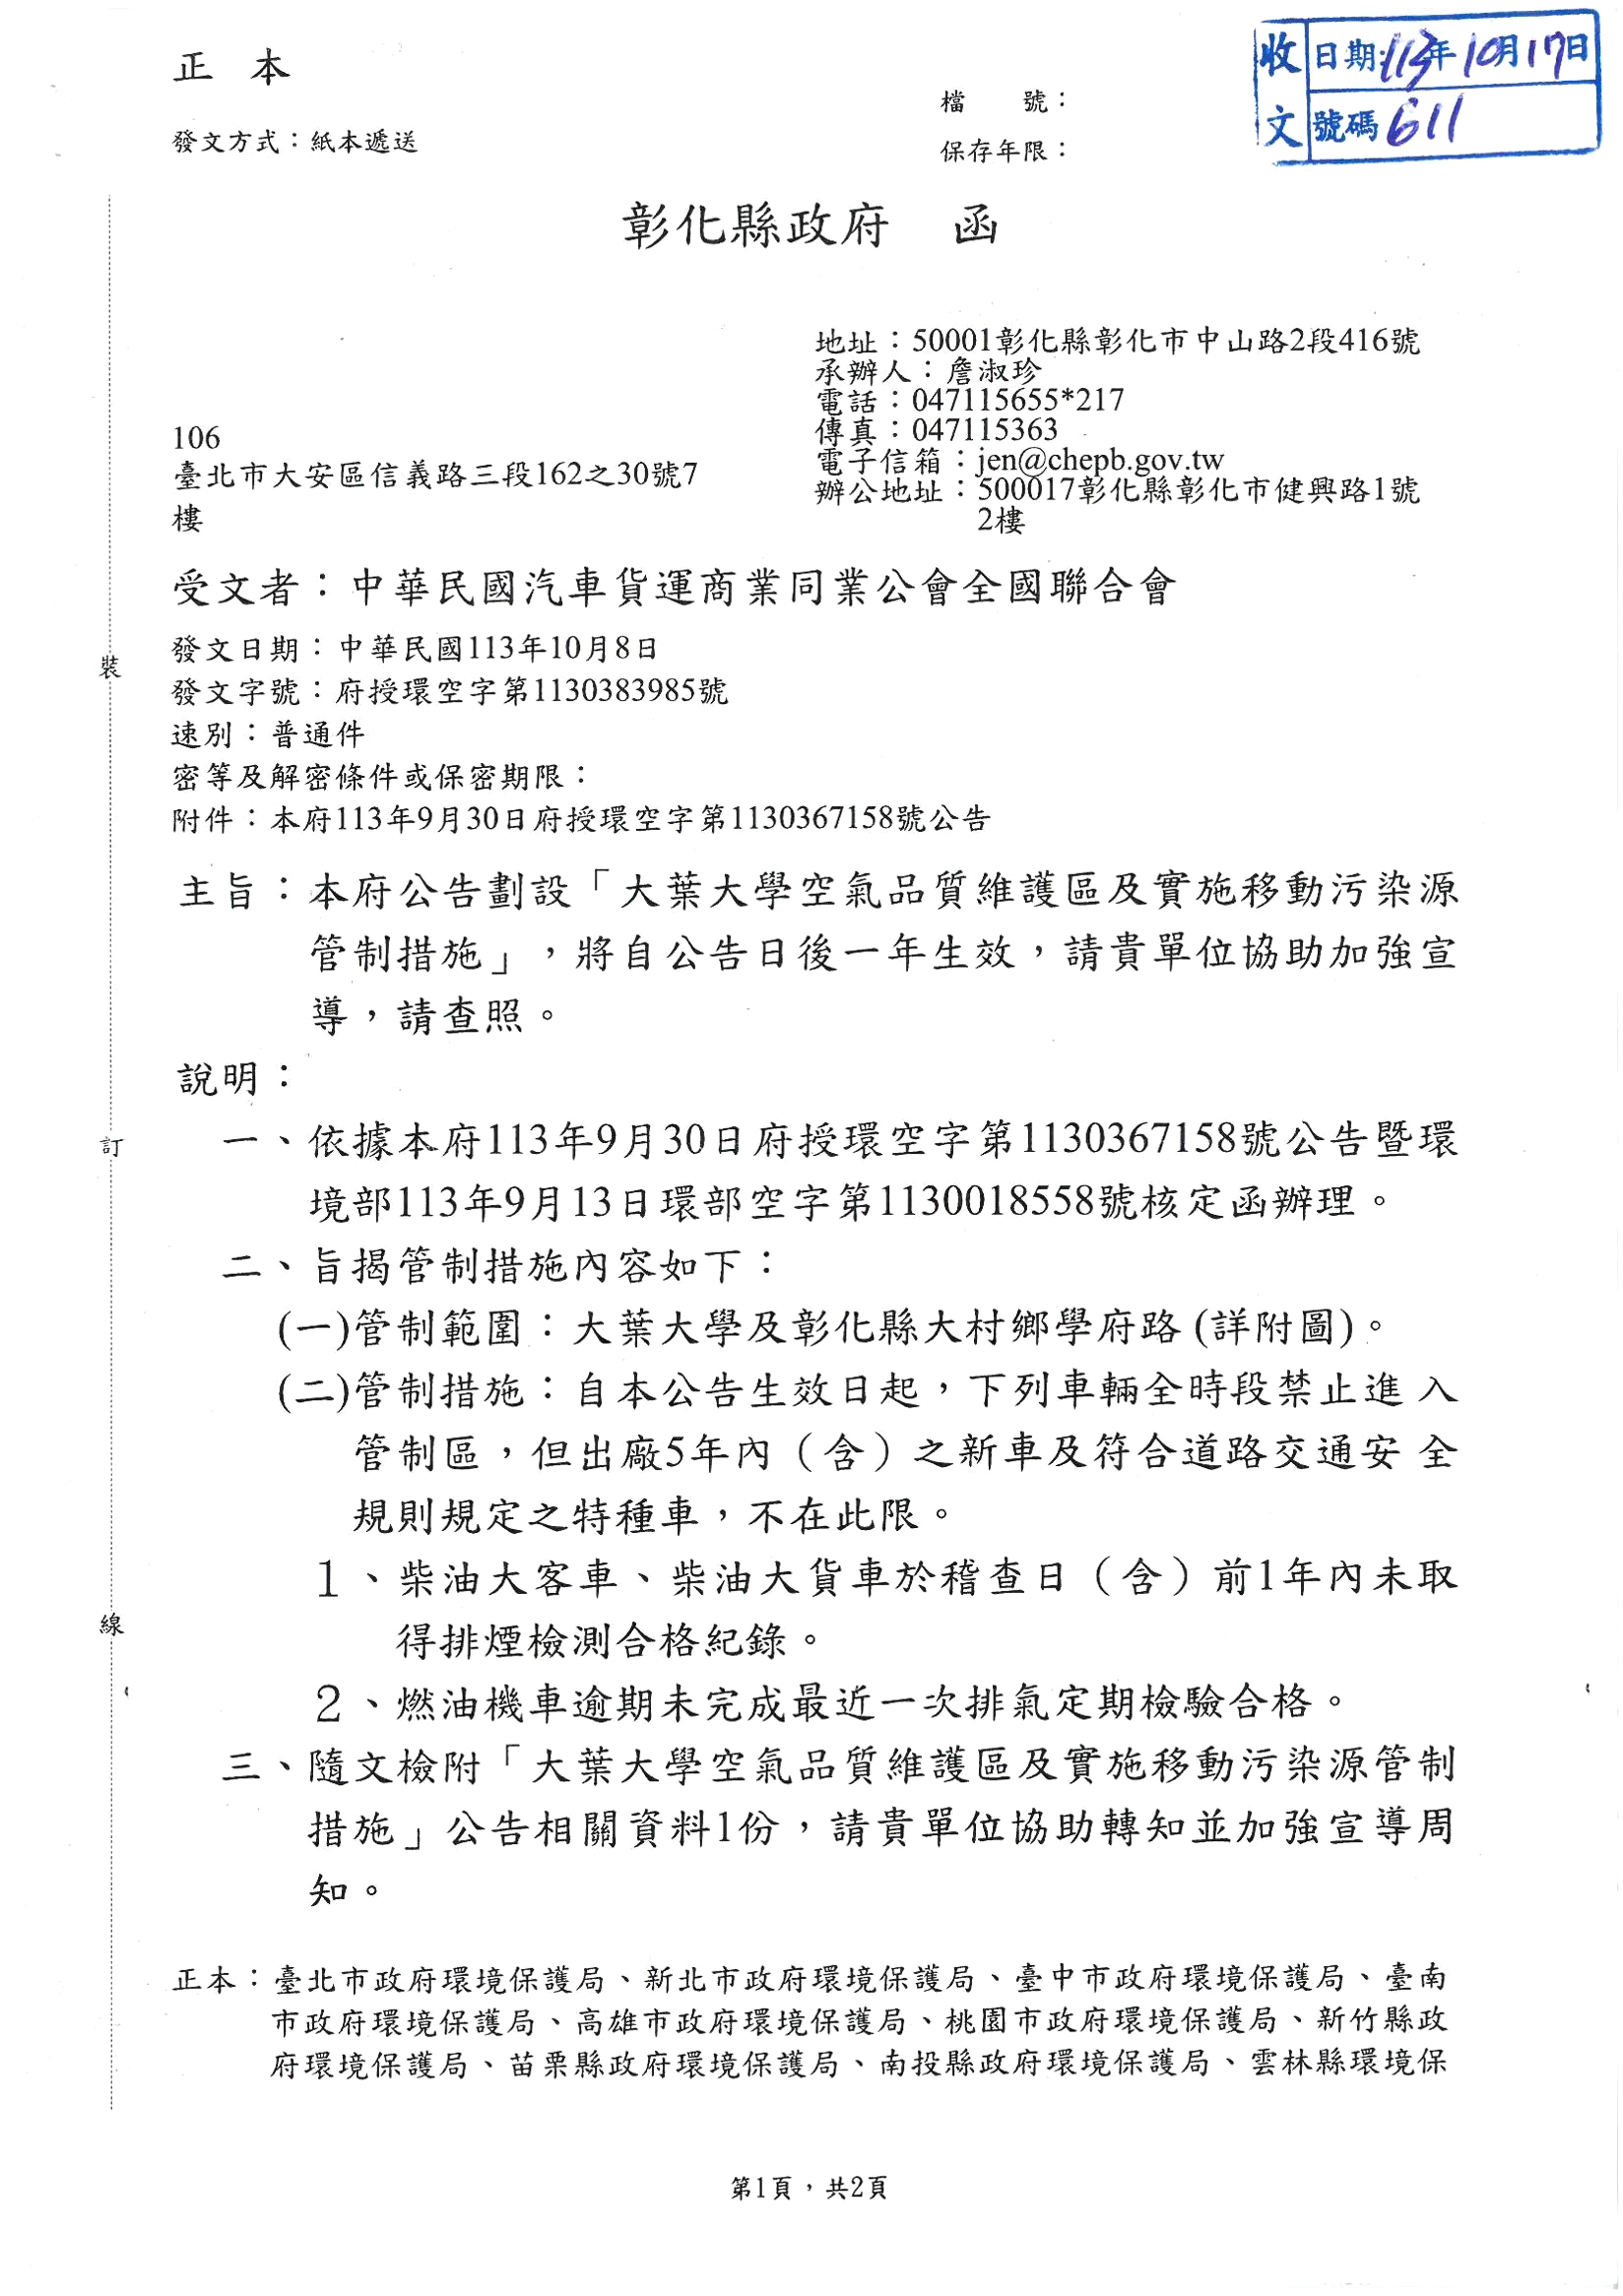 正 本
發文方式：紙本遞送
檔 號：
保存年限：
收文
日期：113年10月17日
號碼 611
彰化縣政府 函
地址：50001彰化縣彰化市中山路2段416號
承辦人：詹淑珍
電話：047115655*217
傳真：047115363
電子信箱：jen@chepb.gov.tw
辦公地址：500017彰化縣彰化市健興路1號
2樓
106
臺北市大安區信義路三段162之30號7
樓
受文者：中華民國汽車貨運商業同業公會全國聯合會
發文日期：中華民國113年10月8日
發文字號：府授環空字第1130383985號
速別：普通件
密等及解密條件或保密期限：
附件：本府113年9月30日府授環空字第1130367158號公告
主旨：本府公告劃設「大葉大學空氣品質維護區及實施移動污染源
管制措施」，將自公告日後一年生效，請貴單位協助加強宣
導，請查照。
說明：
一、依據本府113年9月30日府授環空字第1130367158號公告暨環
境部113年9月13日環部空字第1130018558號核定函辦理。
二、旨揭管制措施內容如下：
(一)管制範圍：大葉大學及彰化縣大村鄉學府路(詳附圖)。
(二)管制措施：自本公告生效日起，下列車輛全時段禁止進入
管制區，但出廠5年內（含）之新車及符合道路交通安全
規則規定之特種車，不在此限。
1、柴油大客車、柴油大貨車於稽查日（含）前1年內未取
得排煙檢測合格紀錄。
2、燃油機車逾期未完成最近一次排氣定期檢驗合格。
三、隨文檢附「大葉大學空氣品質維護區及實施移動污染源管制
措施」公告相關資料1份，請貴單位協助轉知並加強宣導周
知。
正本：臺北市政府環境保護局、新北市政府環境保護局、臺中市政府環境保護局、臺南
市政府環境保護局、高雄市政府環境保護局、桃園市政府環境保護局、新竹縣政
府環境保護局、苗栗縣政府環境保護局、南投縣政府環境保護局、雲林縣環境保
裝
訂
線
第1頁，共2頁